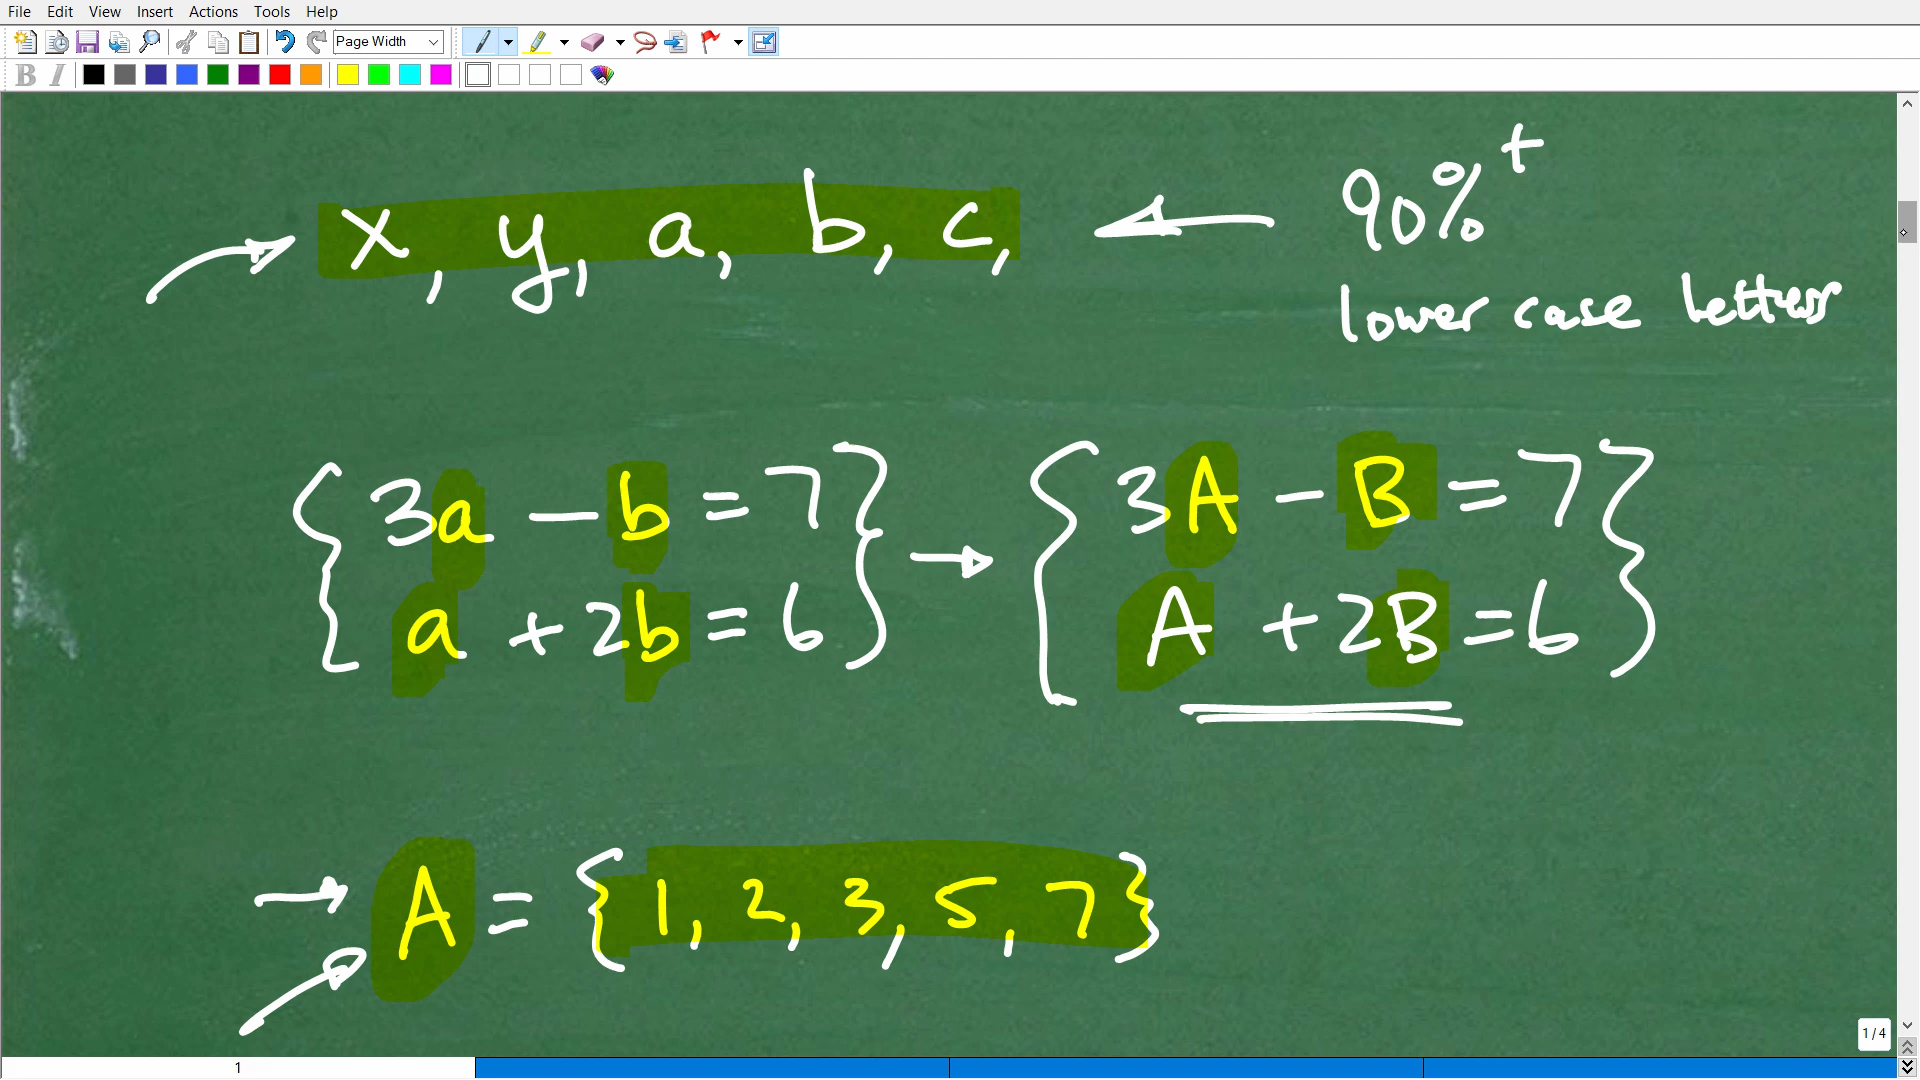 File Edit View Insert Actions Tools Help
Page Width
B I
x, y, a, b, c,
90%+
lower case letters
{3a - b = 7}
{a + 2b = 6}
→
{3A - B = 7}
{A + 2B = 6}
A = {1, 2, 3, 5, 7}
1 / 4
1